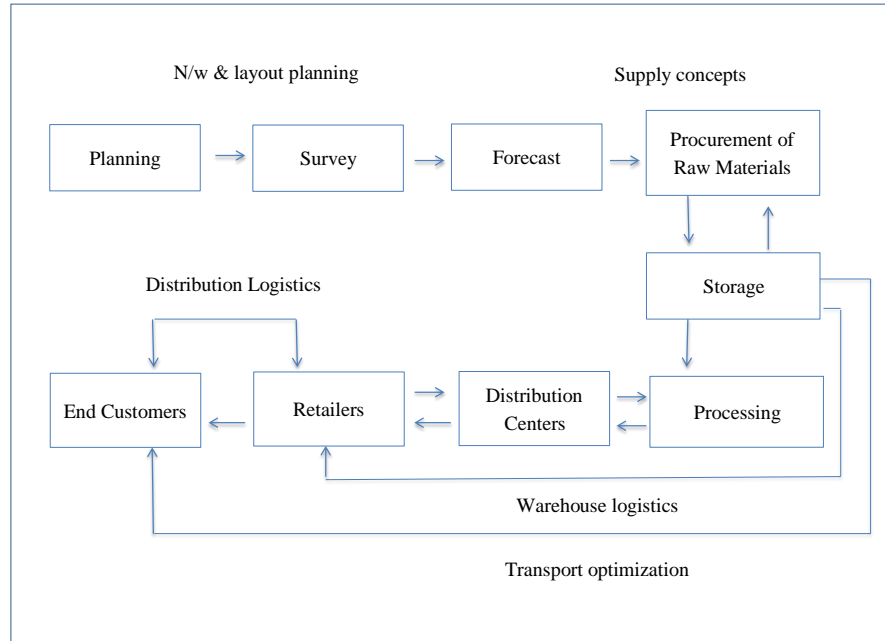 N/w & layout planning
Supply concepts
Planning
Survey
Forecast
Procurement of
Raw Materials
Storage
Distribution Logistics
End Customers
Retailers
Distribution
Centers
Processing
Warehouse logistics
Transport optimization